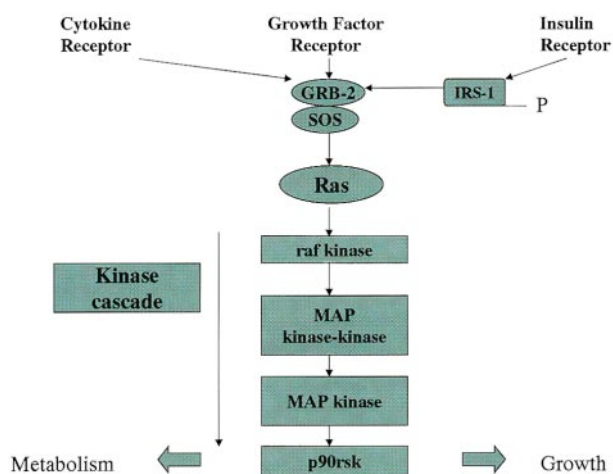 Cytokine
Receptor
Growth Factor
Receptor
Insulin
Receptor
GRB-2
IRS-1
P
SOS
Ras
raf kinase
Kinase
cascade
MAP
kinase-kinase
MAP kinase
Metabolism
p90rsk
Growth